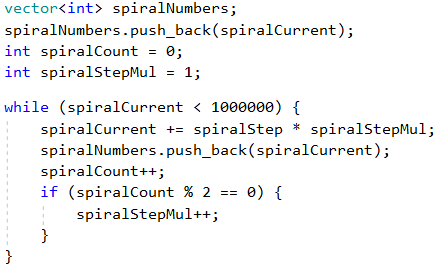 vector<int> spiralNumbers;
spiralNumbers.push_back(spiralCurrent);
int spiralCount = 0;
int spiralStepMul = 1;
while (spiralCurrent < 1000000) {
    spiralCurrent += spiralStep * spiralStepMul;
    spiralNumbers.push_back(spiralCurrent);
    spiralCount++;
    if (spiralCount % 2 == 0) {
        spiralStepMul++;
    }
}